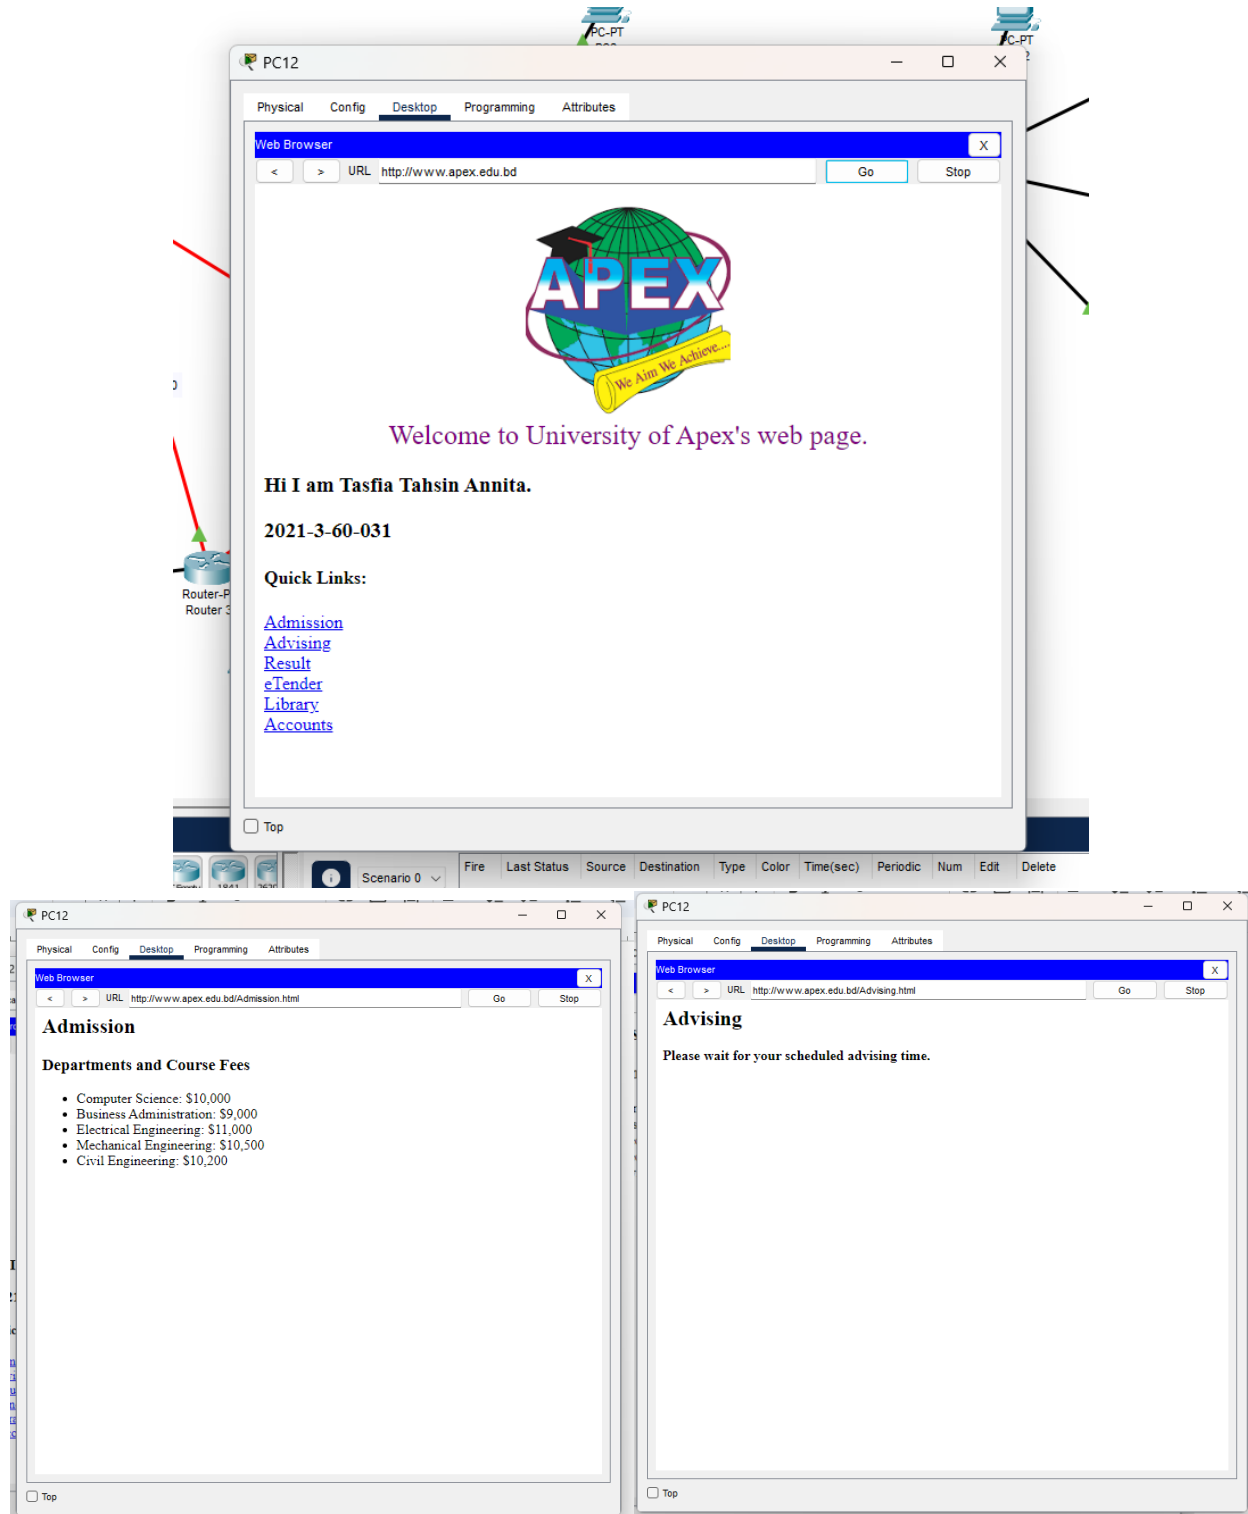 PC-PT
PC-PT
2
PC12
Physical Config Desktop Programming Attributes
Web Browser X
< > URL http://www.apex.edu.bd Go Stop
APEX
We Aim We Achieve....
Welcome to University of Apex's web page.
Hi I am Tasfia Tahsin Annita.
2021-3-60-031
Quick Links:
Admission
Advising
Result
eTender
Library
Accounts
Router-P
Router 3
Top
Scenario 0
Fire Last Status Source Destination Type Color Time(sec) Periodic Num Edit Delete
1841
PC12
Physical Config Desktop Programming Attributes
Web Browser X
< > URL http://www.apex.edu.bd/Admission.html Go Stop
Admission
Departments and Course Fees
• Computer Science: $10,000
• Business Administration: $9,000
• Electrical Engineering: $11,000
• Mechanical Engineering: $10,500
• Civil Engineering: $10,200
Top
PC12
Physical Config Desktop Programming Attributes
Web Browser X
< > URL http://www.apex.edu.bd/Advising.html Go Stop
Advising
Please wait for your scheduled advising time.
Top